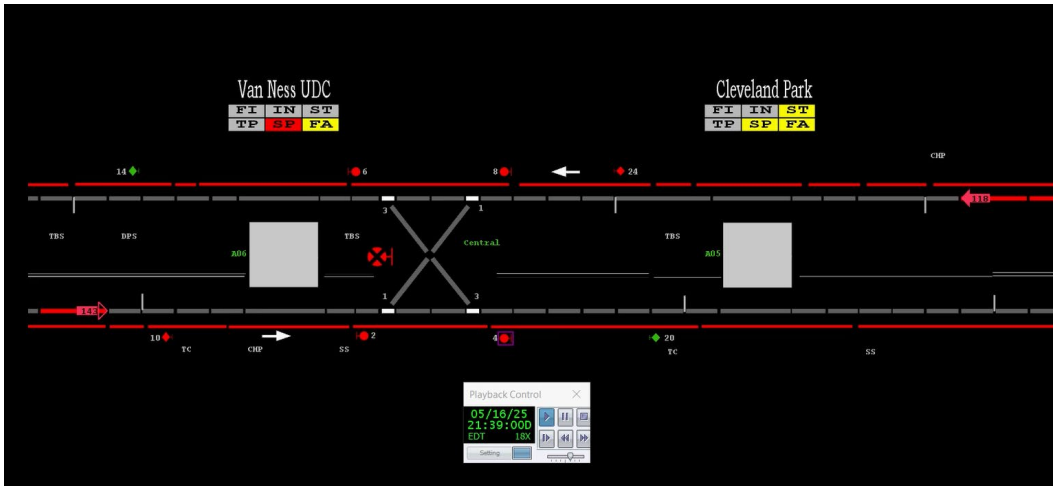 Van Ness UDC
FI IN ST
TP SP FA
Cleveland Park
FI IN ST
TP SP FA
CHP
14
6
8
24
3
1
118
TBS
DPS
A06
TBS
Central
TBS
A05
1
3
143
10
2
4
20
TC
CHP
SS
TC
SS
Playback Control
05/16/25
21:39:00D
EDT 18X
Setting